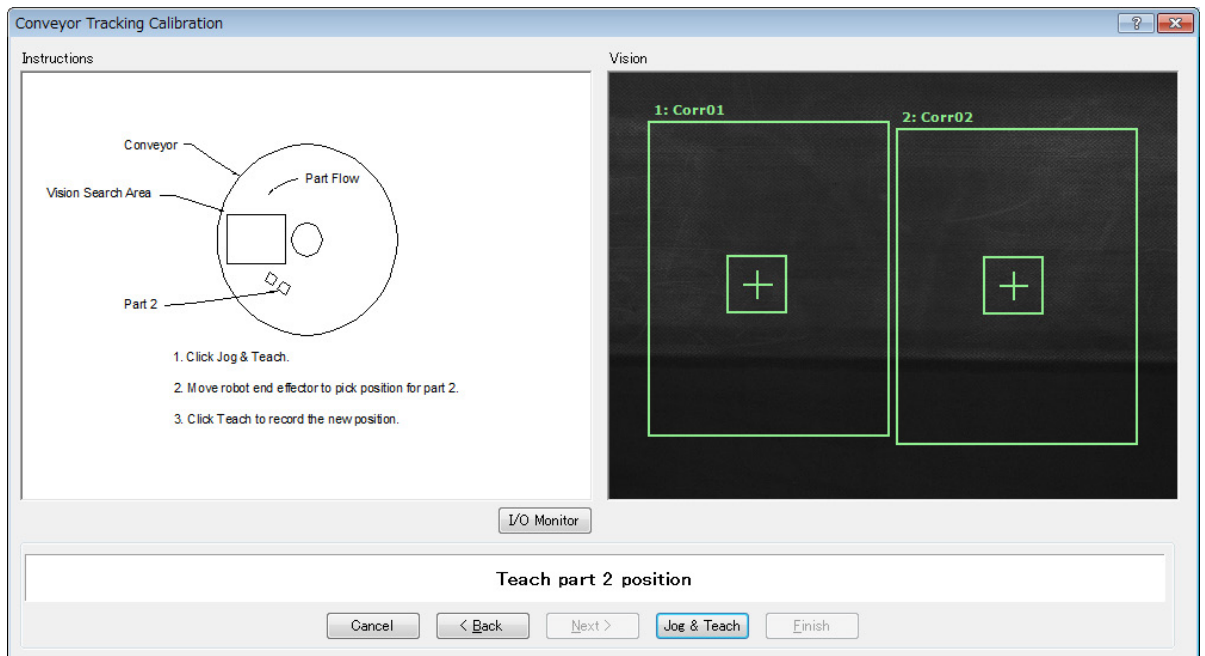 Conveyor Tracking Calibration
Instructions
Vision
Conveyor
Part Flow
Vision Search Area
Part 2
1. Click Jog & Teach.
2. Move robot end effector to pick position for part 2.
3. Click Teach to record the new position.
1: Corr01
2: Corr02
I/O Monitor
Teach part 2 position
Cancel
< Back
Next >
Jog & Teach
Finish